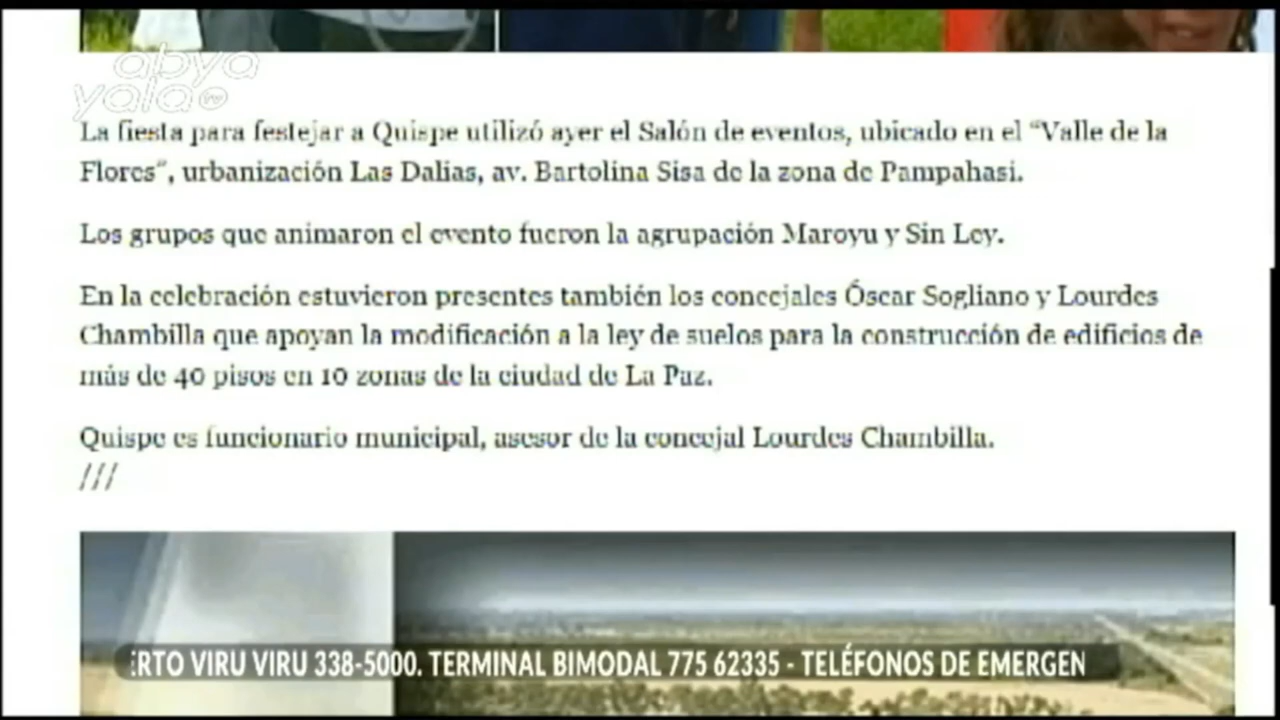 abya
yala tv
La fiesta para festejar a Quispe utilizó ayer el Salón de eventos, ubicado en el “Valle de la
Flores”, urbanización Las Dalias, av. Bartolina Sisa de la zona de Pampahasi.
Los grupos que animaron el evento fueron la agrupación Maroyu y Sin Ley.
En la celebración estuvieron presentes también los concejales Óscar Sogliano y Lourdes
Chambilla que apoyan la modificación a la ley de suelos para la construcción de edificios de
más de 40 pisos en 10 zonas de la ciudad de La Paz.
Quispe es funcionario municipal, asesor de la concejal Lourdes Chambilla.
///
ERTO VIRU VIRU 338-5000. TERMINAL BIMODAL 775 62335 - TELÉFONOS DE EMERGEN